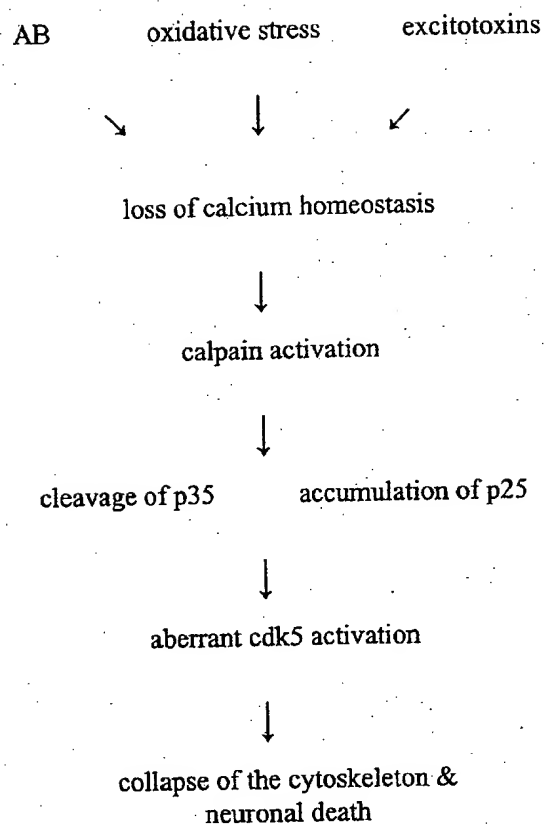 AB oxidative stress excitotoxins
loss of calcium homeostasis
calpain activation
cleavage of p35 accumulation of p25
aberrant cdk5 activation
collapse of the cytoskeleton &
neuronal death